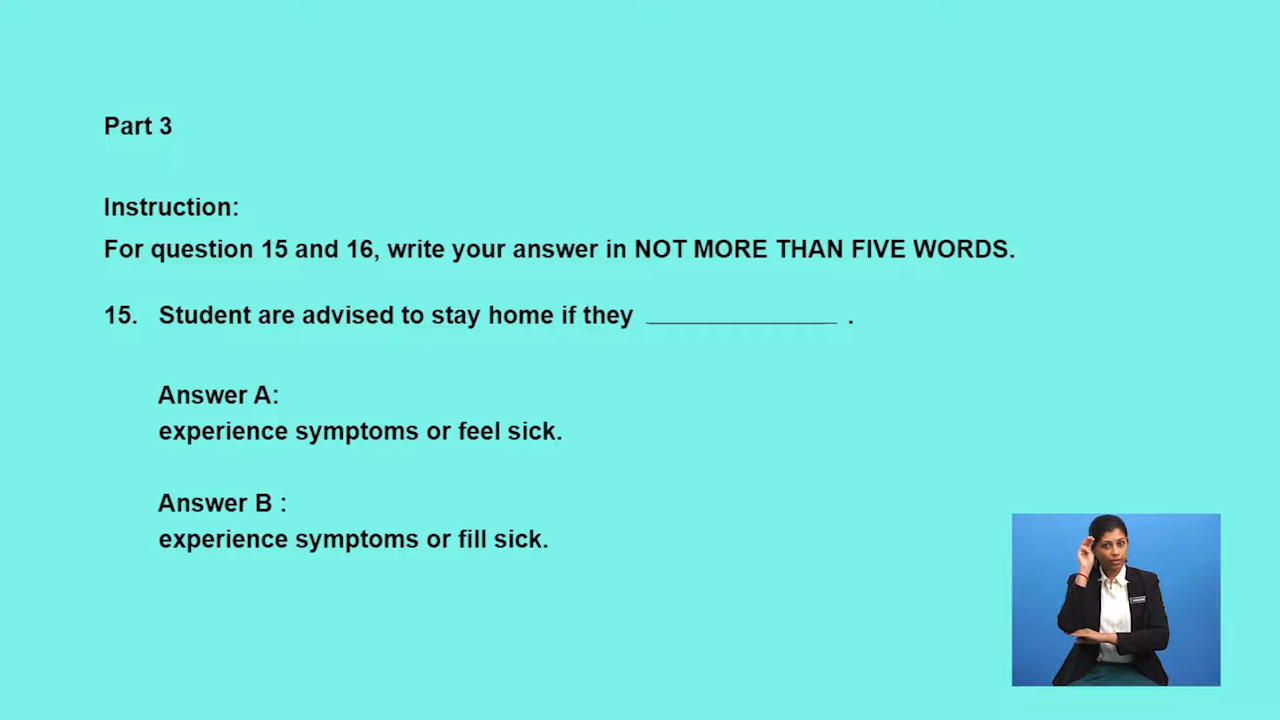 Part 3
Instruction:
For question 15 and 16, write your answer in NOT MORE THAN FIVE WORDS.
15. Student are advised to stay home if they ______________ .
Answer A:
experience symptoms or feel sick.
Answer B :
experience symptoms or fill sick.